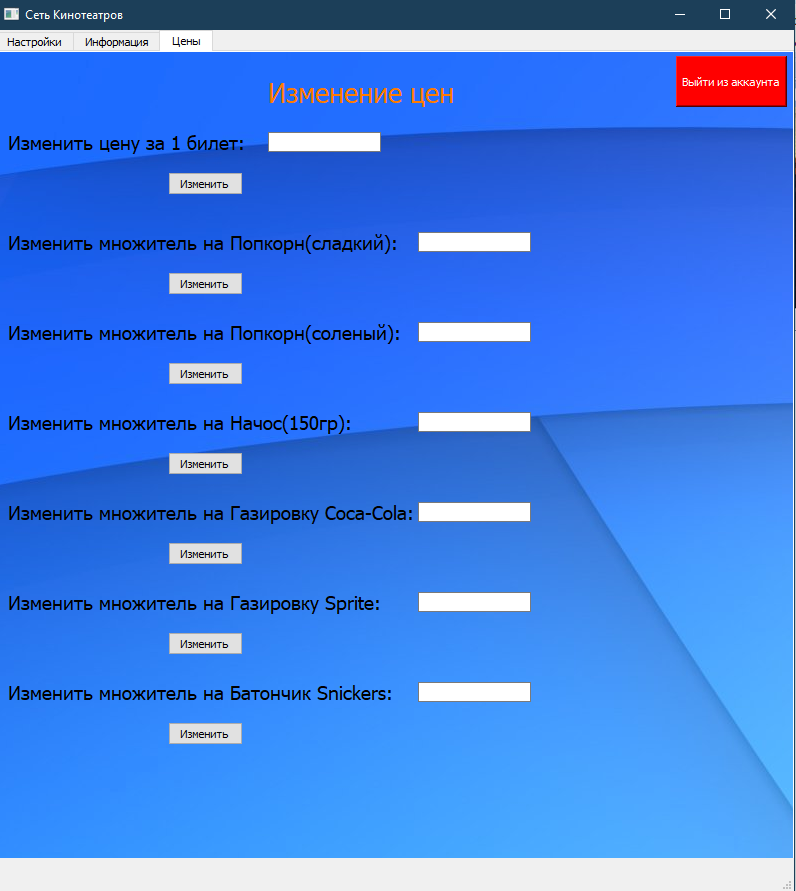 Сеть Кинотеатров
Настройки Информация Цены
Выйти из аккаунта
Изменение цен
Изменить цену за 1 билет:
Изменить
Изменить множитель на Попкорн(сладкий):
Изменить
Изменить множитель на Попкорн(соленый):
Изменить
Изменить множитель на Начос(150гр):
Изменить
Изменить множитель на Газировку Coca-Cola:
Изменить
Изменить множитель на Газировку Sprite:
Изменить
Изменить множитель на Батончик Snickers:
Изменить